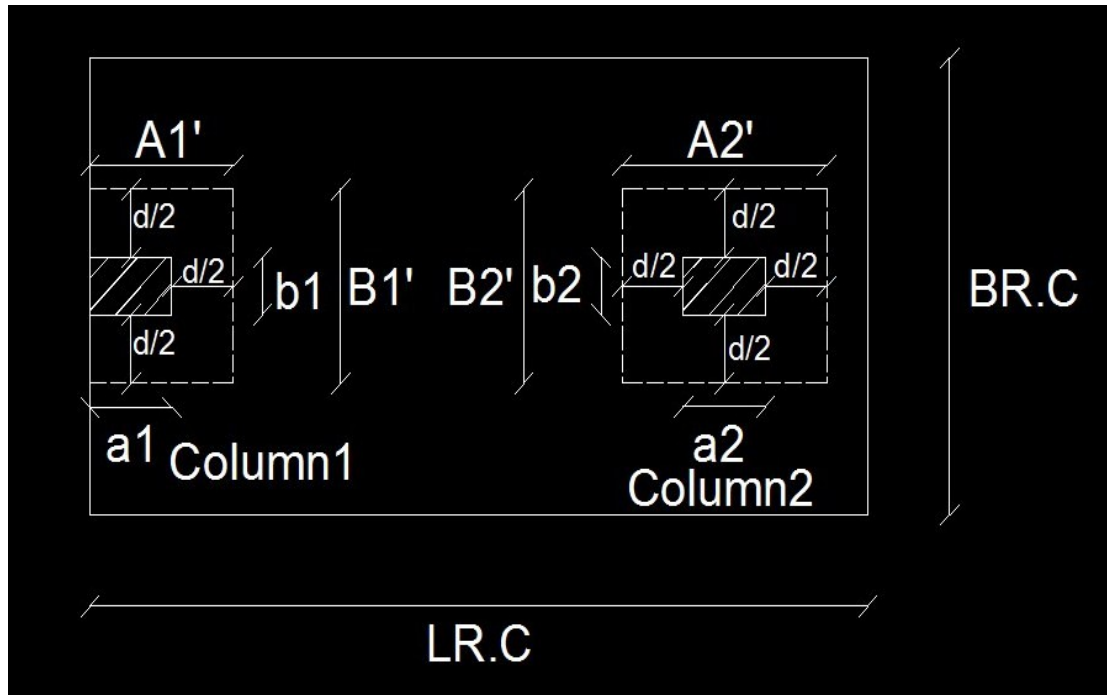 A1'
A2'
d/2
d/2
d/2
d/2
d/2
b1
B1'
B2'
b2
BR.C
d/2
d/2
a1
Column1
a2
Column2
LR.C